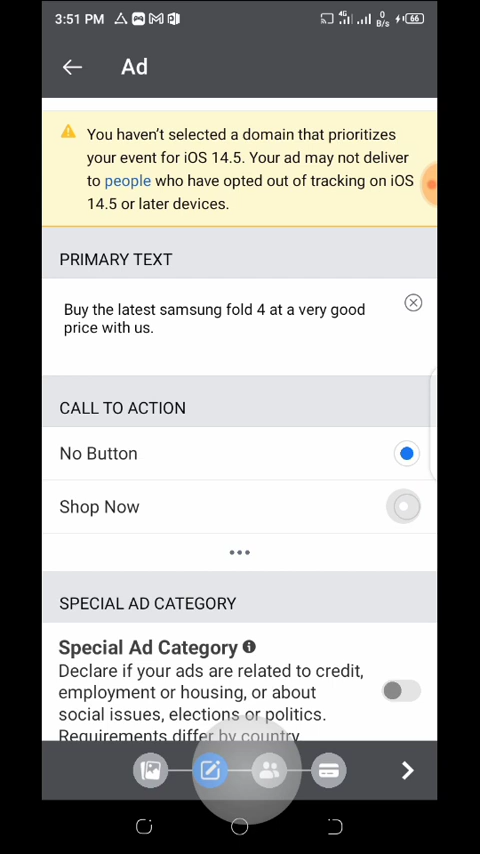 3:51 PM
4G
0
B/s
66
Ad
You haven't selected a domain that prioritizes
your event for iOS 14.5. Your ad may not deliver
to people who have opted out of tracking on iOS
14.5 or later devices.
PRIMARY TEXT
Buy the latest samsung fold 4 at a very good
price with us.
CALL TO ACTION
No Button
Shop Now
SPECIAL AD CATEGORY
Special Ad Category
Declare if your ads are related to credit,
employment or housing, or about
social issues, elections or politics.
Requirements differ by country